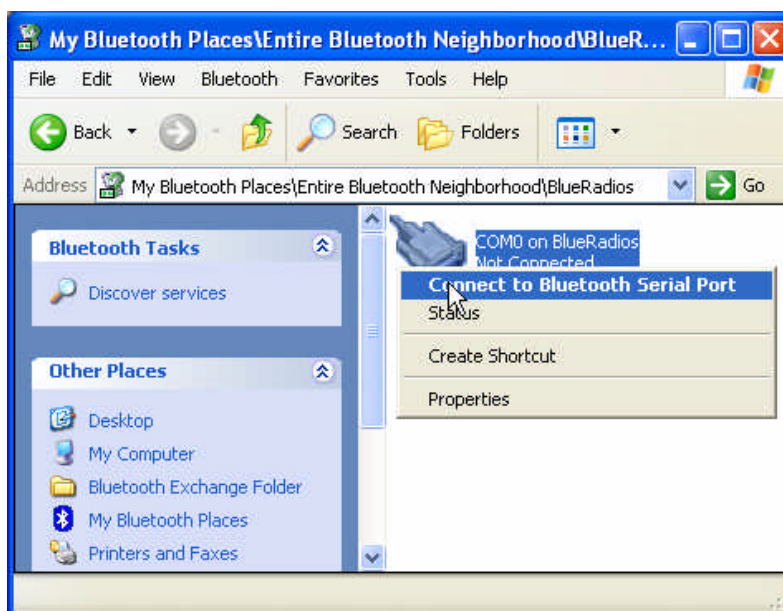 My Bluetooth Places\Entire Bluetooth Neighborhood\BlueR...
File Edit View Bluetooth Favorites Tools Help
Back Search Folders
Address My Bluetooth Places\Entire Bluetooth Neighborhood\BlueRadios Go
Bluetooth Tasks
Discover services
Other Places
Desktop
My Computer
Bluetooth Exchange Folder
My Bluetooth Places
Printers and Faxes
COM0 on BlueRadios
Not Connected
Connect to Bluetooth Serial Port
Status
Create Shortcut
Properties